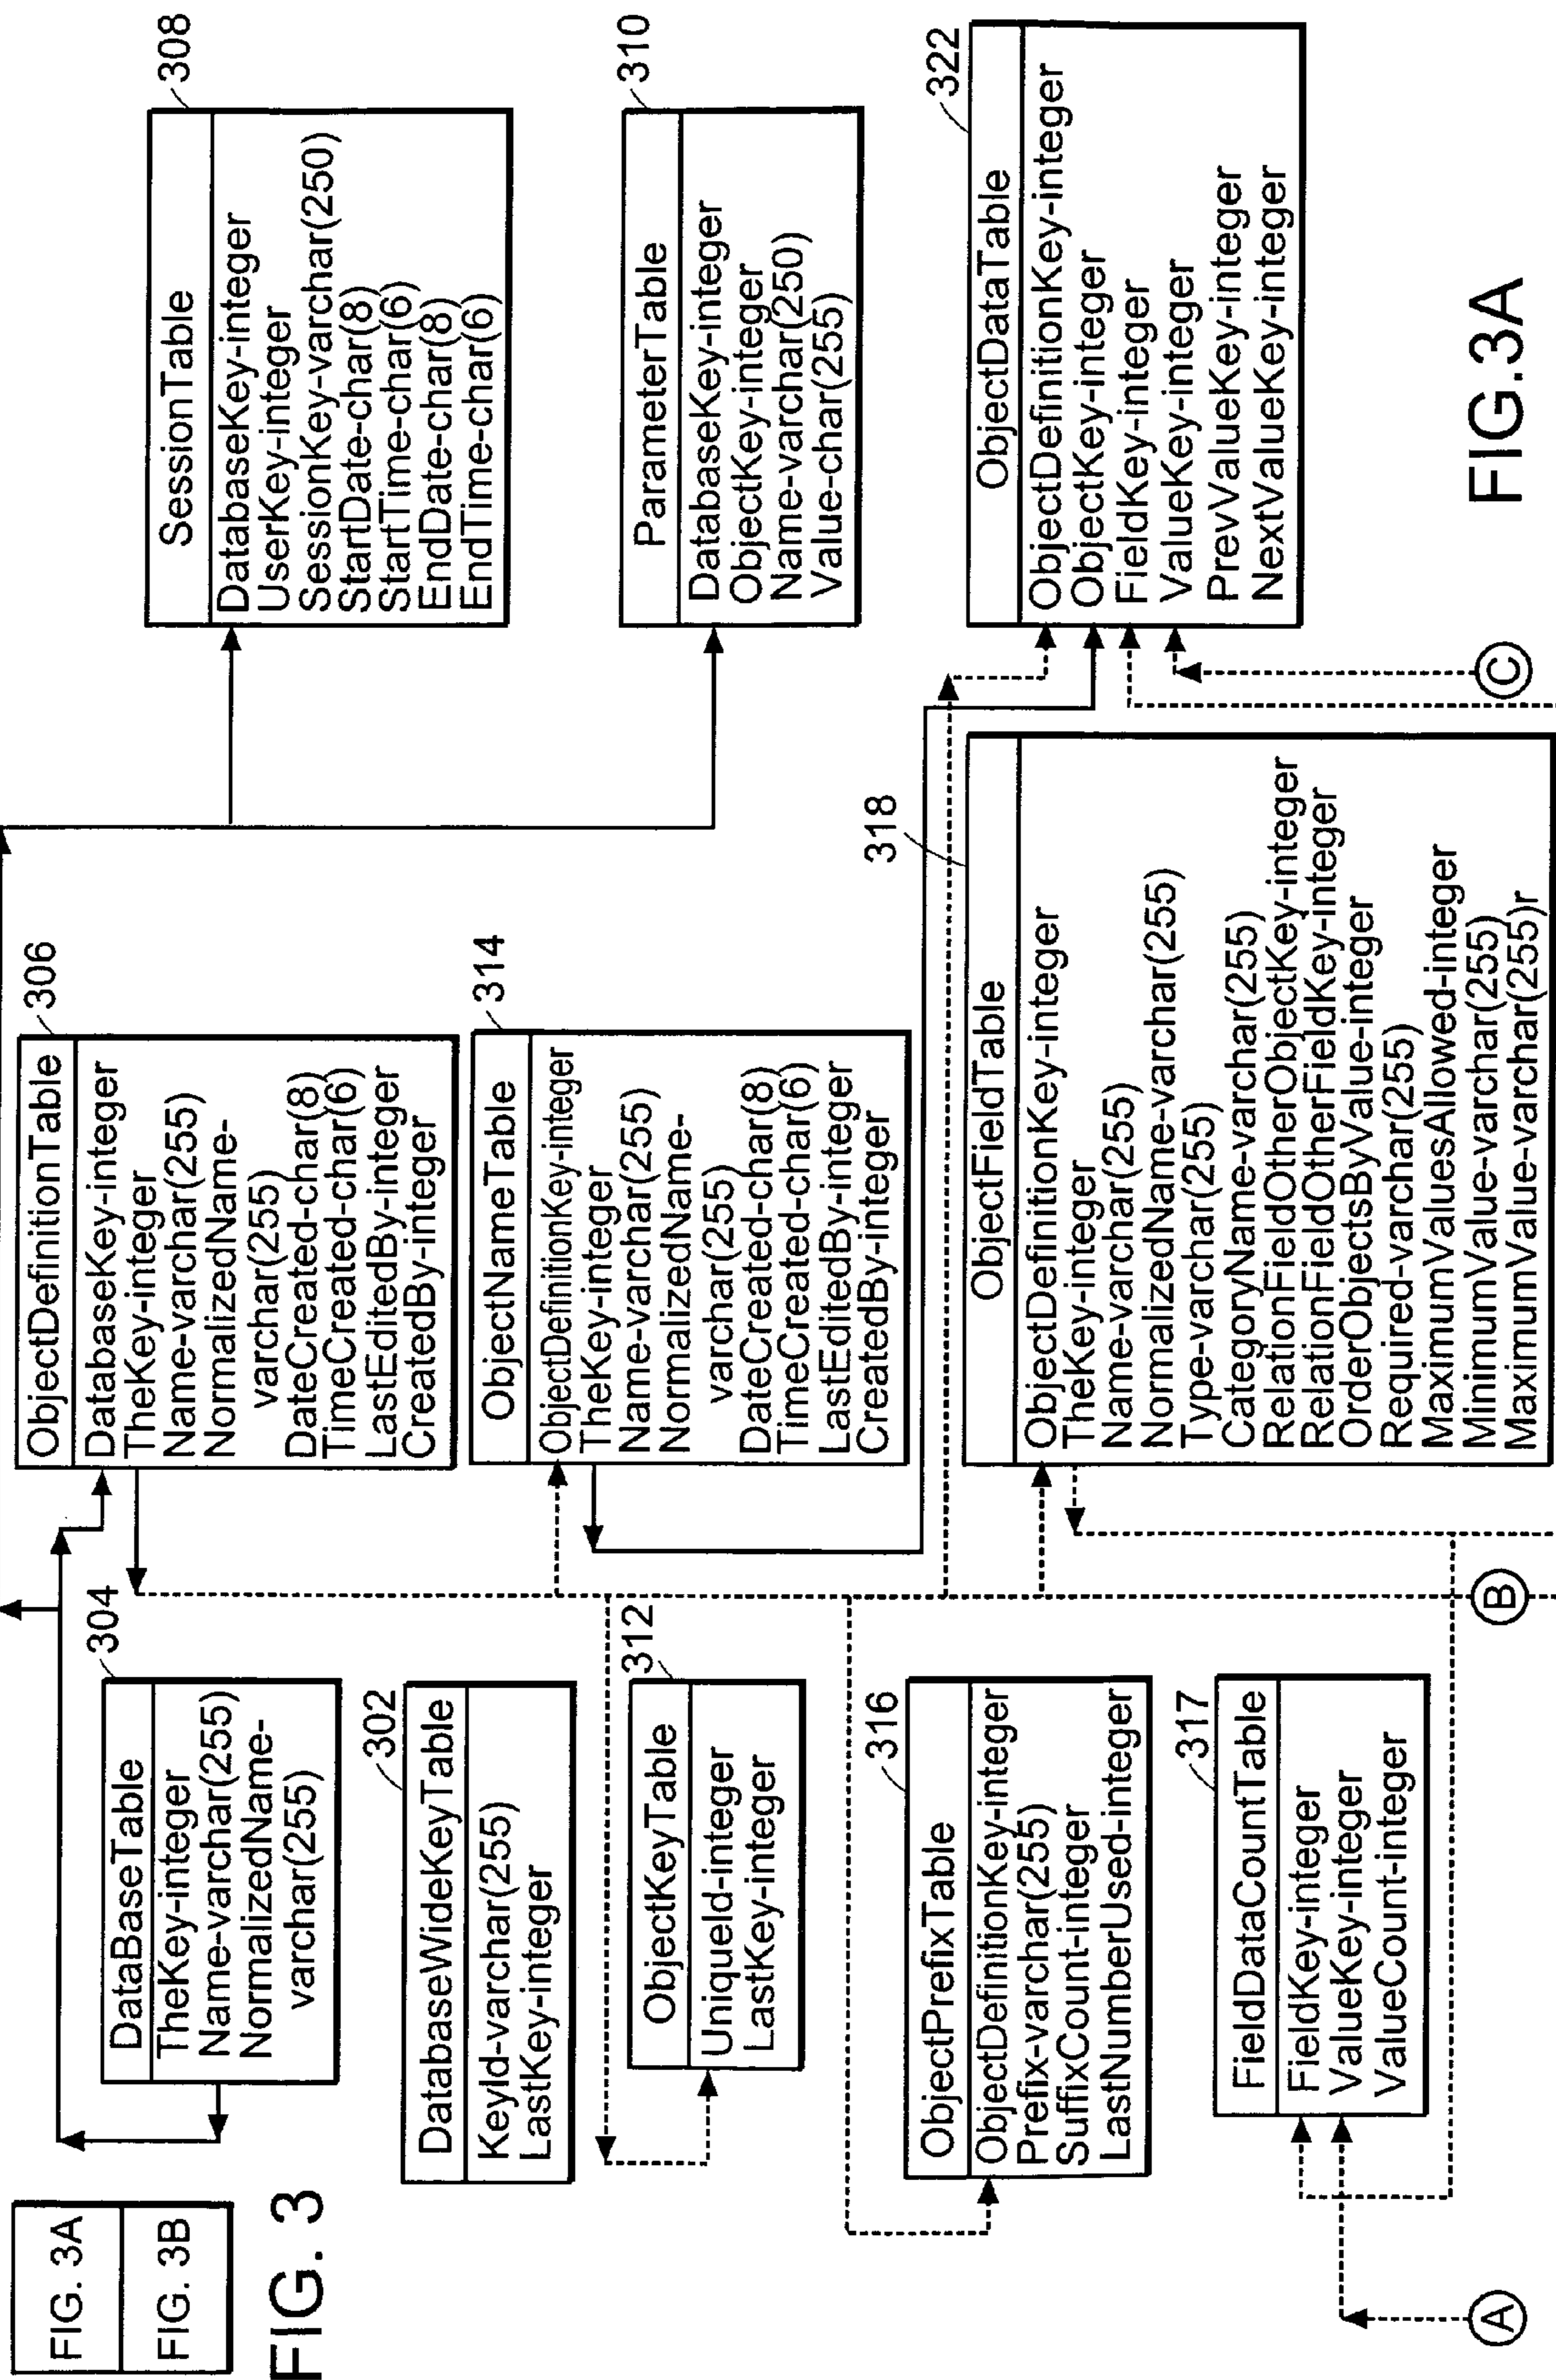 FIG. 3A
FIG. 3B
FIG. 3
304
DataBaseTable
TheKey-integer
Name-varchar(255)
NormalizedName-
varchar(255)
302
DatabaseWideKeyTable
KeyId-varchar(255)
LastKey-integer
312
ObjectKeyTable
UniqueId-integer
LastKey-integer
316
ObjectPrefixTable
ObjectDefinitionKey-integer
Prefix-varchar(255)
SuffixCount-integer
LastNumberUsed-integer
317
FieldDataCountTable
FieldKey-integer
ValueKey-integer
ValueCount-integer
A
B
306
ObjectDefinitionTable
DatabaseKey-integer
TheKey-integer
Name-varchar(255)
NormalizedName-
varchar(255)
DateCreated-char(8)
TimeCreated-char(6)
LastEditedBy-integer
CreatedBy-integer
314
ObjectNameTable
ObjectDefinitionKey-integer
TheKey-integer
Name-varchar(255)
NormalizedName-
varchar(255)
DateCreated-char(8)
TimeCreated-char(6)
LastEditedBy-integer
CreatedBy-integer
318
ObjectFieldTable
ObjectDefinitionKey-integer
TheKey-integer
Name-varchar(255)
NormalizedName-varchar(255)
Type-varchar(255)
CategoryName-varchar(255)
RelationFieldOtherObjectKey-integer
RelationFieldOtherFieldKey-integer
OrderObjectsByValue-integer
Required-varchar(255)
MaximumValuesAllowed-integer
MinimumValue-varchar(255)
MaximumValue-varchar(255)r
308
SessionTable
DatabaseKey-integer
UserKey-integer
SessionKey-varchar(250)
StartDate-char(8)
StartTime-char(6)
EndDate-char(8)
EndTime-char(6)
310
ParameterTable
DatabaseKey-integer
ObjectKey-integer
Name-varchar(250)
Value-char(255)
322
ObjectDataTable
ObjectDefinitionKey-integer
ObjectKey-integer
FieldKey-integer
ValueKey-integer
PrevValueKey-integer
NextValueKey-integer
C
FIG.3A